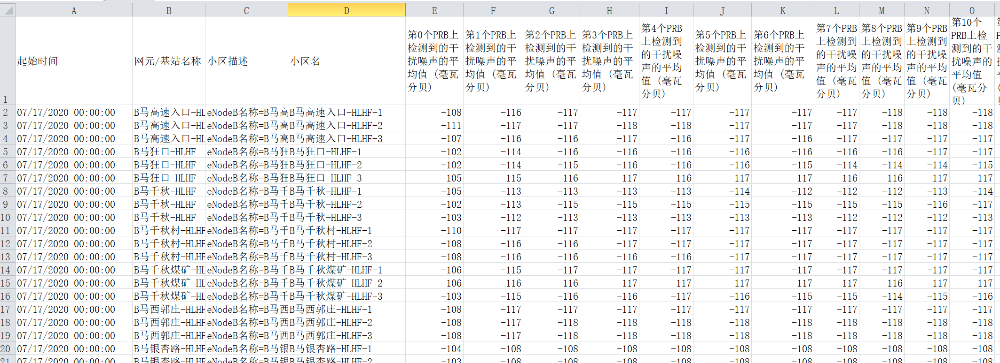 A B C D E F G H I J K L M N O
1 起始时间 网元/基站名称 小区描述 小区名 第0个PRB上检测到的干扰噪声的平均值 (毫瓦分贝) 第1个PRB上检测到的干扰噪声的平均值 (毫瓦分贝) 第2个PRB上检测到的干扰噪声的平均值 (毫瓦分贝) 第3个PRB上检测到的干扰噪声的平均值 (毫瓦分贝) 第4个PRB上检测到的干扰噪声的平均值 (毫瓦分贝) 第5个PRB上检测到的干扰噪声的平均值 (毫瓦分贝) 第6个PRB上检测到的干扰噪声的平均值 (毫瓦分贝) 第7个PRB上检测到的干扰噪声的平均值 (毫瓦分贝) 第8个PRB上检测到的干扰噪声的平均值 (毫瓦分贝) 第9个PRB上检测到的干扰噪声的平均值 (毫瓦分贝) 第10个PRB上检测到的干扰噪声的平均值 (毫瓦分贝)
2 07/17/2020 00:00:00 B马高速入口-HL eNodeB名称=B马高 B马高速入口-HLHF-1 -108 -116 -117 -117 -117 -117 -117 -117 -118 -118 -118
3 07/17/2020 00:00:00 B马高速入口-HL eNodeB名称=B马高 B马高速入口-HLHF-2 -111 -117 -117 -118 -118 -117 -117 -117 -118 -118 -118
4 07/17/2020 00:00:00 B马高速入口-HL eNodeB名称=B马高 B马高速入口-HLHF-3 -107 -116 -116 -117 -116 -117 -116 -117 -117 -117 -117
5 07/17/2020 00:00:00 B马狂口-HLHF eNodeB名称=B马狂 B马狂口-HLHF-1 -102 -114 -116 -116 -116 -116 -116 -116 -116 -117 -117
6 07/17/2020 00:00:00 B马狂口-HLHF eNodeB名称=B马狂 B马狂口-HLHF-2 -102 -114 -115 -116 -116 -116 -115 -114 -114 -114 -115
7 07/17/2020 00:00:00 B马狂口-HLHF eNodeB名称=B马狂 B马狂口-HLHF-3 -105 -115 -116 -117 -116 -117 -117 -116 -116 -117 -117
8 07/17/2020 00:00:00 B马千秋-HLHF eNodeB名称=B马千 B马千秋-HLHF-1 -105 -113 -113 -113 -113 -114 -112 -112 -112 -113 -114
9 07/17/2020 00:00:00 B马千秋-HLHF eNodeB名称=B马千 B马千秋-HLHF-2 -102 -113 -115 -115 -115 -115 -115 -115 -115 -116 -117
10 07/17/2020 00:00:00 B马千秋-HLHF eNodeB名称=B马千 B马千秋-HLHF-3 -103 -112 -113 -113 -113 -113 -113 -112 -112 -112 -113
11 07/17/2020 00:00:00 B马千秋村-HLHF eNodeB名称=B马千 B马千秋村-HLHF-1 -110 -117 -117 -117 -117 -117 -117 -117 -117 -117 -117
12 07/17/2020 00:00:00 B马千秋村-HLHF eNodeB名称=B马千 B马千秋村-HLHF-2 -108 -116 -116 -117 -117 -117 -117 -117 -117 -117 -117
13 07/17/2020 00:00:00 B马千秋村-HLHF eNodeB名称=B马千 B马千秋村-HLHF-3 -108 -116 -116 -116 -116 -117 -117 -117 -117 -117 -117
14 07/17/2020 00:00:00 B马千秋煤矿-HL eNodeB名称=B马千 B马千秋煤矿-HLHF-1 -106 -115 -117 -117 -117 -117 -117 -117 -117 -117 -117
15 07/17/2020 00:00:00 B马千秋煤矿-HL eNodeB名称=B马千 B马千秋煤矿-HLHF-2 -106 -116 -116 -117 -117 -117 -117 -117 -116 -117 -117
16 07/17/2020 00:00:00 B马千秋煤矿-HL eNodeB名称=B马千 B马千秋煤矿-HLHF-3 -103 -115 -116 -116 -117 -116 -115 -115 -114 -115 -116
17 07/17/2020 00:00:00 B马西郭庄-HLHF eNodeB名称=B马西 B马西郭庄-HLHF-1 -108 -117 -117 -117 -117 -117 -117 -117 -117 -117 -117
18 07/17/2020 00:00:00 B马西郭庄-HLHF eNodeB名称=B马西 B马西郭庄-HLHF-2 -108 -117 -118 -118 -118 -118 -118 -118 -118 -118 -118
19 07/17/2020 00:00:00 B马西郭庄-HLHF eNodeB名称=B马西 B马西郭庄-HLHF-3 -108 -117 -118 -118 -118 -118 -118 -118 -118 -118 -118
20 07/17/2020 00:00:00 B马银杏路-HLHF eNodeB名称=B马银 B马银杏路-HLHF-1 -104 -108 -108 -108 -108 -108 -108 -108 -108 -108 -108
21 07/17/2020 00:00:00 B马银杏路-HLHF eNodeB名称=B马银 B马银杏路-HLHF-2 -103 -108 -108 -108 -108 -108 -108 -108 -108 -108 -108